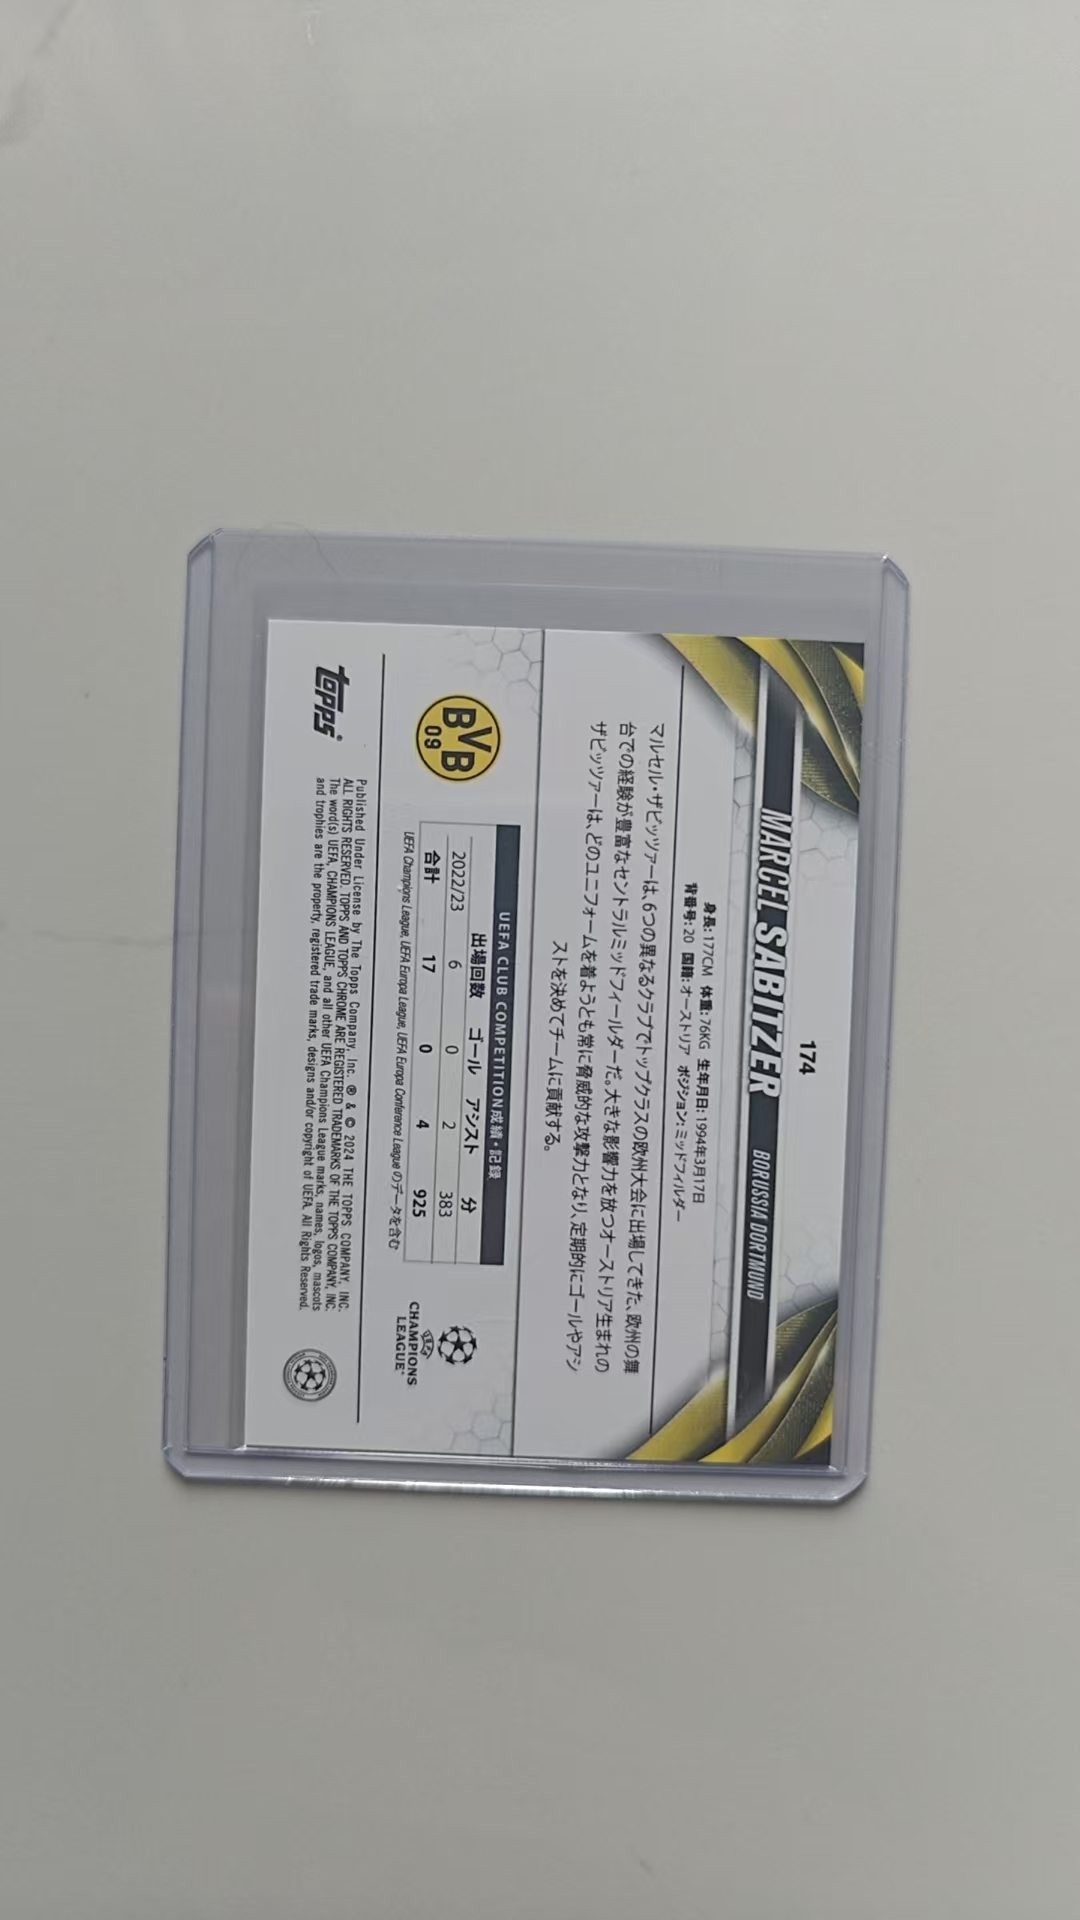 174
MARCEL SABITZER BORUSSIA DORTMUND
身長: 177CM 体重: 76KG 生年月日: 1994年3月17日
背番号: 20 国籍: オーストリア ポジション: ミッドフィルダー
マルセル・ザビッツァーは、6つの異なるクラブでトップクラスの欧州大会に出場してきた、欧州の舞
台での経験が豊富なセントラルミッドフィールダーだ。大きな影響力を放つオーストリア生まれの
ザビッツァーは、どのユニフォームを着ようとも常に脅威的な攻撃力となり、定期的にゴールやアシ
ストを決めてチームに貢献する。
BVB
09
UEFA CLUB COMPETITION成績・記録
出場回数 ゴール アシスト 分
2022/23 6 0 2 383
合計 17 0 4 925
UEFA Champions League, UEFA Europa League, UEFA Europa Conference League のデータを含む
UEFA
CHAMPIONS
LEAGUE®
topps®
Published Under License by The Topps Company, Inc. ® & © 2024 THE TOPPS COMPANY, INC.
ALL RIGHTS RESERVED. TOPPS AND TOPPS CHROME ARE REGISTERED TRADEMARKS OF THE TOPPS COMPANY, INC.
The word(s) UEFA, CHAMPIONS LEAGUE, and all other UEFA Champions League marks, names, logos, mascots
and trophies are the property, registered trade marks, designs and/or copyright of UEFA. All Rights Reserved.